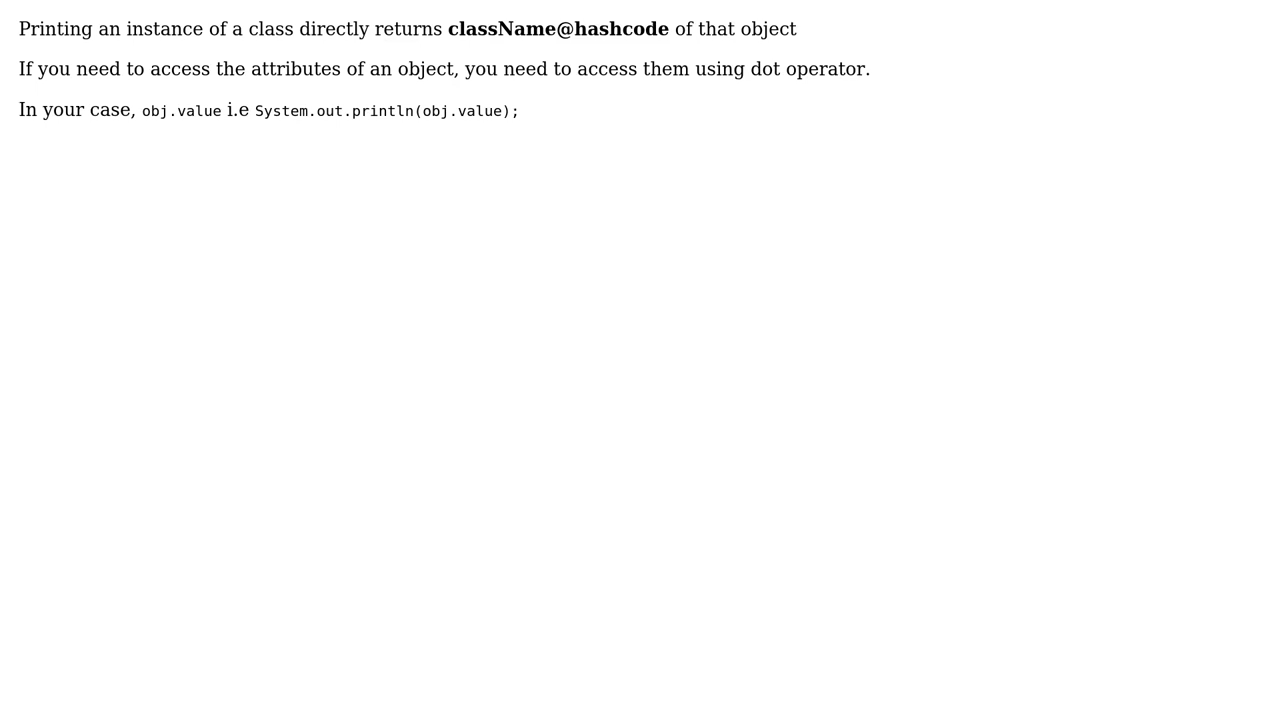 Printing an instance of a class directly returns className@hashcode of that object
If you need to access the attributes of an object, you need to access them using dot operator.
In your case, obj.value i.e System.out.println(obj.value);